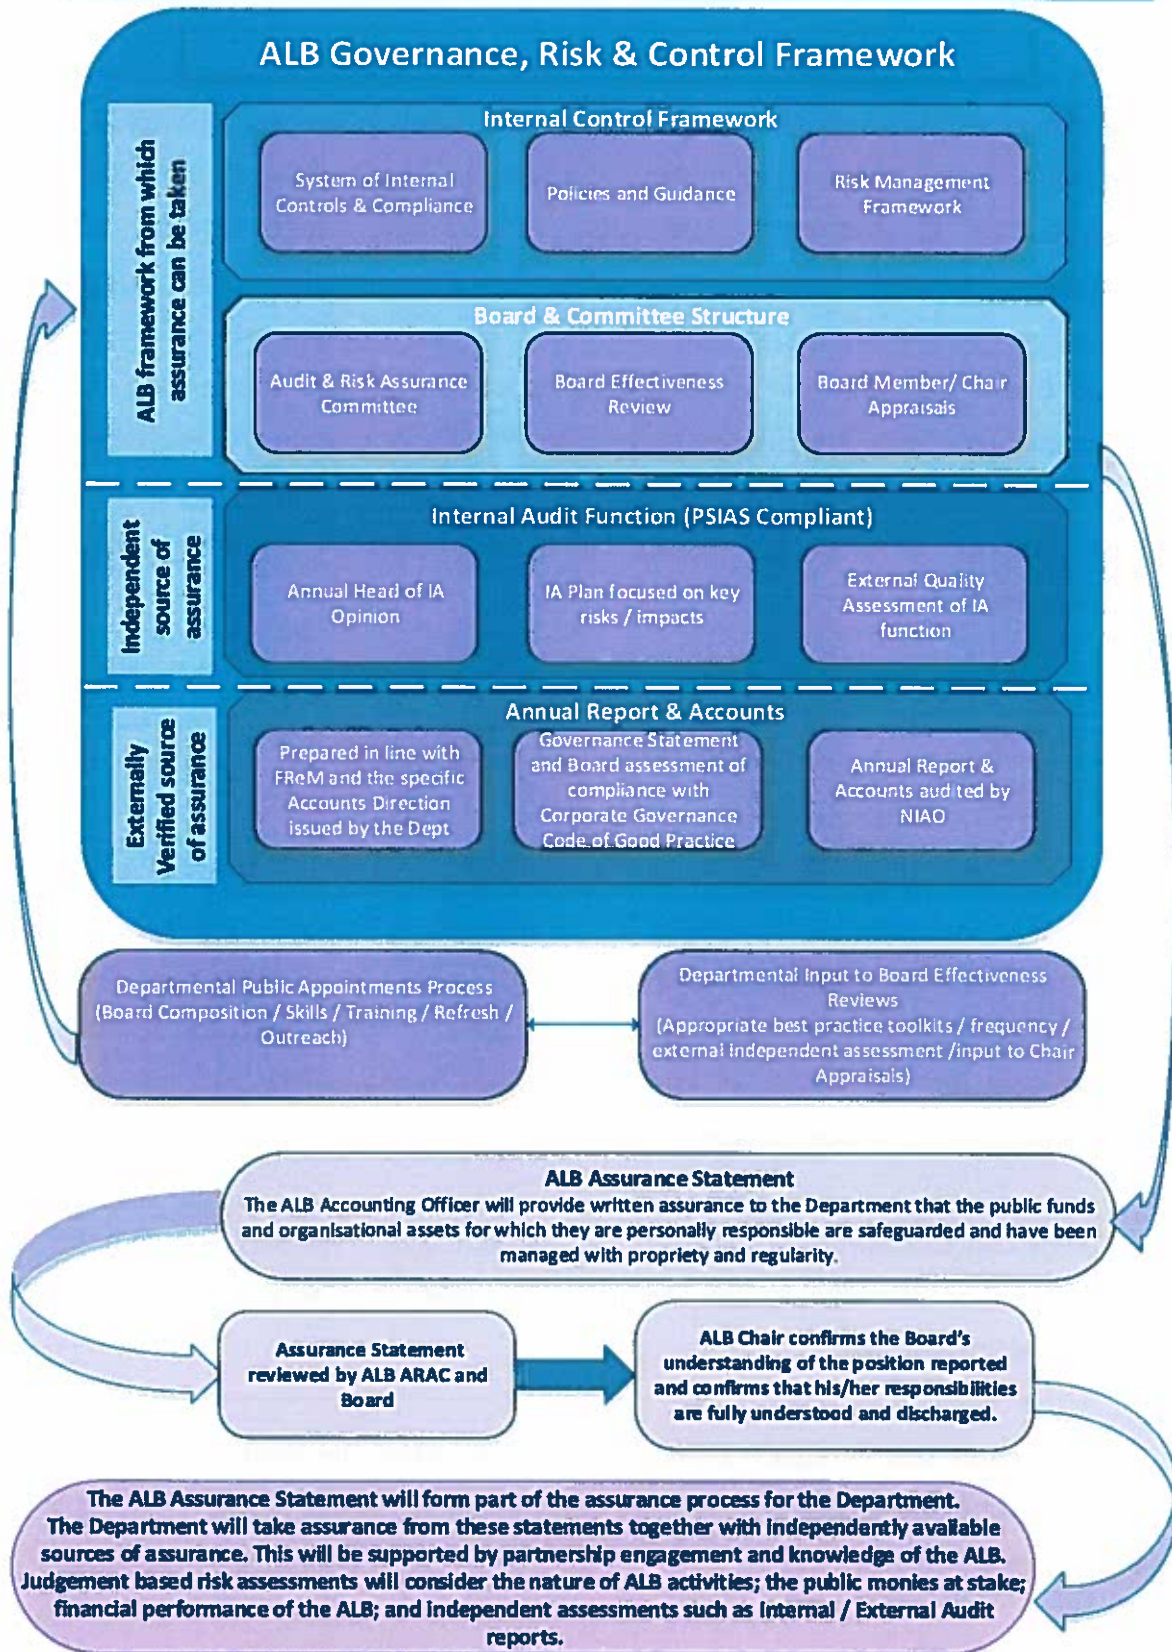 ALB Governance, Risk & Control Framework
ALB framework from which
assurance can be taken
Internal Control Framework
System of Internal
Controls & Compliance
Policies and Guidance
Risk Management
Framework
Board & Committee Structure
Audit & Risk Assurance
Committee
Board Effectiveness
Review
Board Member/ Chair
Appraisals
Independent
source of
assurance
Internal Audit Function (PSIAS Compliant)
Annual Head of IA
Opinion
IA Plan focused on key
risks / impacts
External Quality
Assessment of IA
function
Externally
Verified source
of assurance
Annual Report & Accounts
Prepared in line with
FReM and the specific
Accounts Direction
issued by the Dept
Governance Statement
and Board assessment of
compliance with
Corporate Governance
Code of Good Practice
Annual Report &
Accounts audited by
NIAO
Departmental Public Appointments Process
(Board Composition / Skills / Training / Refresh /
Outreach)
Departmental Input to Board Effectiveness
Reviews
(Appropriate best practice toolkits / frequency /
external independent assessment /input to Chair
Appraisals)
ALB Assurance Statement
The ALB Accounting Officer will provide written assurance to the Department that the public funds
and organisational assets for which they are personally responsible are safeguarded and have been
managed with propriety and regularity.
Assurance Statement
reviewed by ALB ARAC and
Board
ALB Chair confirms the Board's
understanding of the position reported
and confirms that his/her responsibilities
are fully understood and discharged.
The ALB Assurance Statement will form part of the assurance process for the Department.
The Department will take assurance from these statements together with independently available
sources of assurance. This will be supported by partnership engagement and knowledge of the ALB.
Judgement based risk assessments will consider the nature of ALB activities; the public monies at stake;
financial performance of the ALB; and independent assessments such as Internal / External Audit
reports.